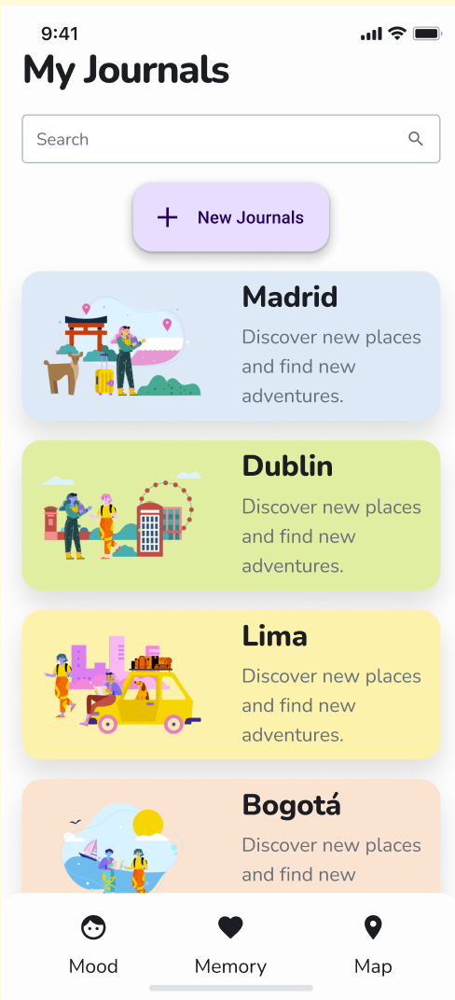 9:41
My Journals
Search
New Journals
Madrid
Discover new places
and find new
adventures.
Dublin
Discover new places
and find new
adventures.
Lima
Discover new places
and find new
adventures.
Bogotá
Discover new places
and find new
Mood
Memory
Map